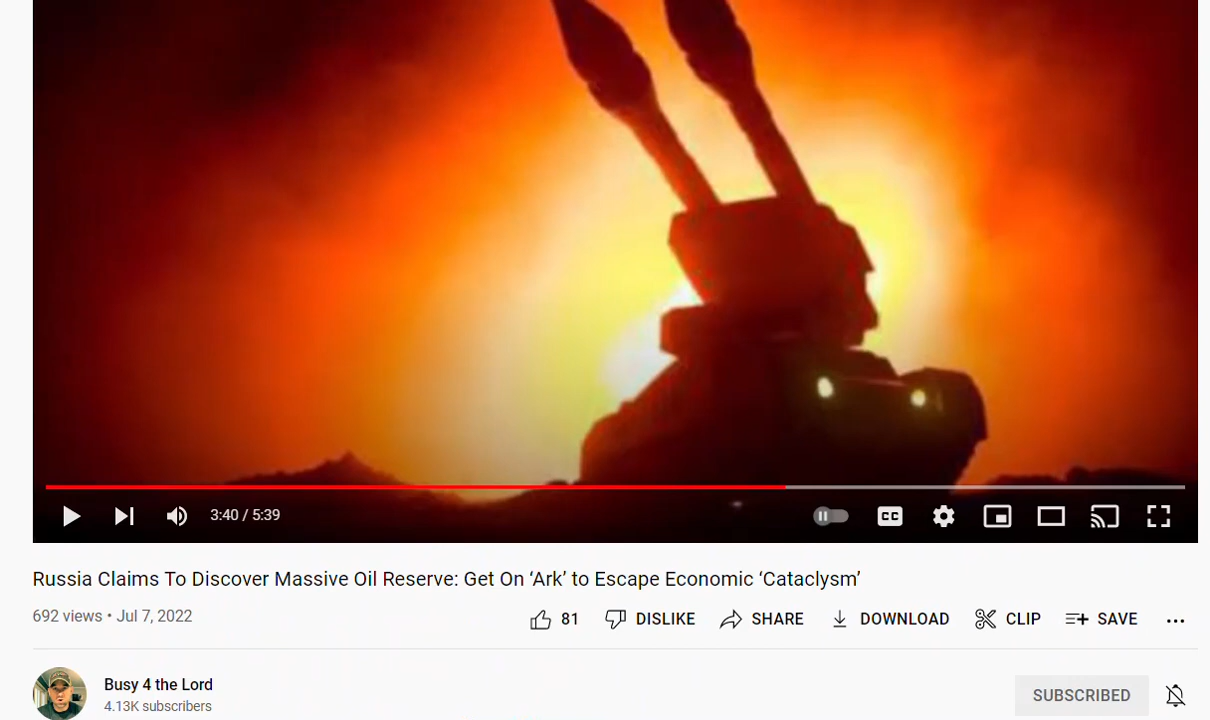 3:40 / 5:39
CC
Russia Claims To Discover Massive Oil Reserve: Get On ‘Ark’ to Escape Economic ‘Cataclysm’
692 views • Jul 7, 2022
81 DISLIKE SHARE DOWNLOAD CLIP SAVE ...
Busy 4 the Lord
4.13K subscribers
SUBSCRIBED